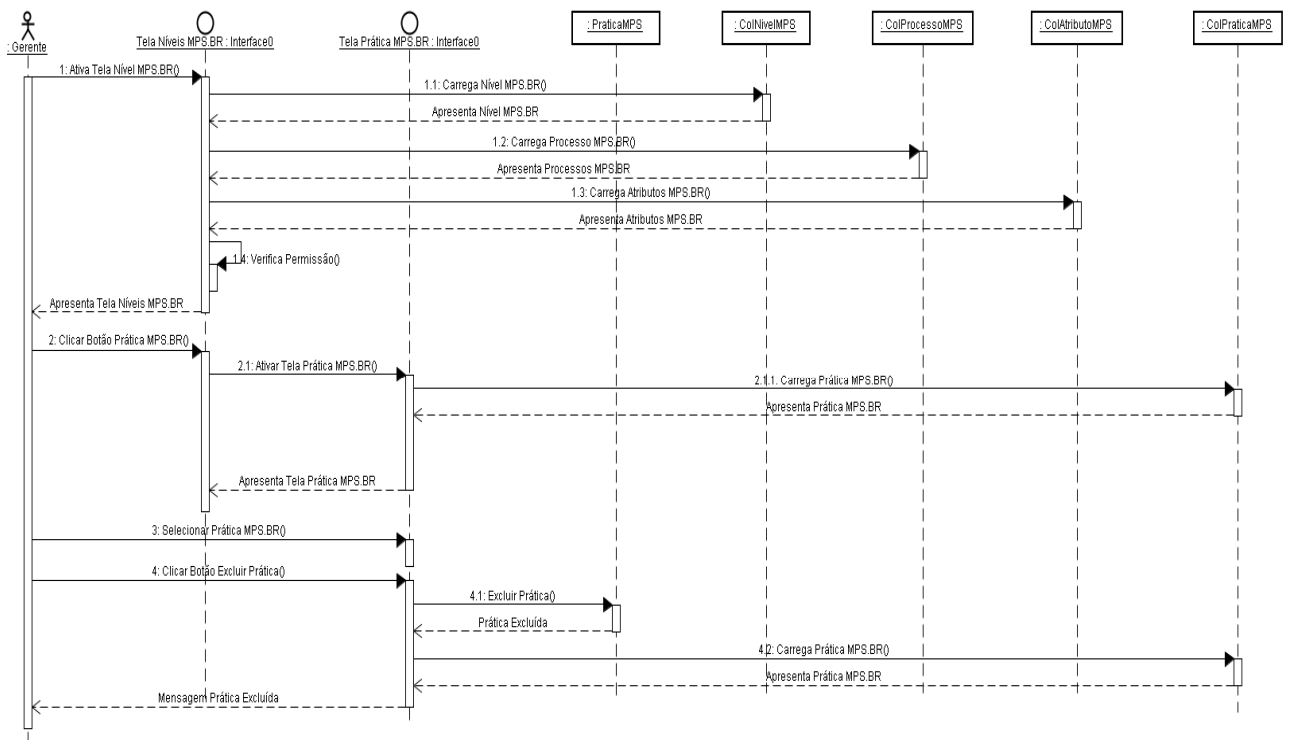 : Gerente
Tela Níveis MPS.BR : Interface0
Tela Prática MPS.BR : Interface0
: PraticaMPS
: ColNivelMPS
: ColProcessoMPS
: ColAtributoMPS
: ColPraticaMPS
1: Ativa Tela Nível MPS.BR()
1.1: Carrega Nível MPS.BR()
Apresenta Nível MPS.BR
1.2: Carrega Processo MPS.BR()
Apresenta Processos MPS.BR
1.3: Carrega Atributos MPS.BR()
Apresenta Atributos MPS.BR
1.4: Verifica Permissão()
Apresenta Tela Níveis MPS.BR
2: Clicar Botão Prática MPS.BR()
2.1: Ativar Tela Prática MPS.BR()
2.1.1. Carrega Prática MPS.BR()
Apresenta Prática MPS.BR
Apresenta Tela Prática MPS.BR
3: Selecionar Prática MPS.BR()
4: Clicar Botão Excluir Prática()
4.1: Excluir Prática()
Prática Excluída
4.2: Carrega Prática MPS.BR()
Apresenta Prática MPS.BR
Mensagem Prática Excluída